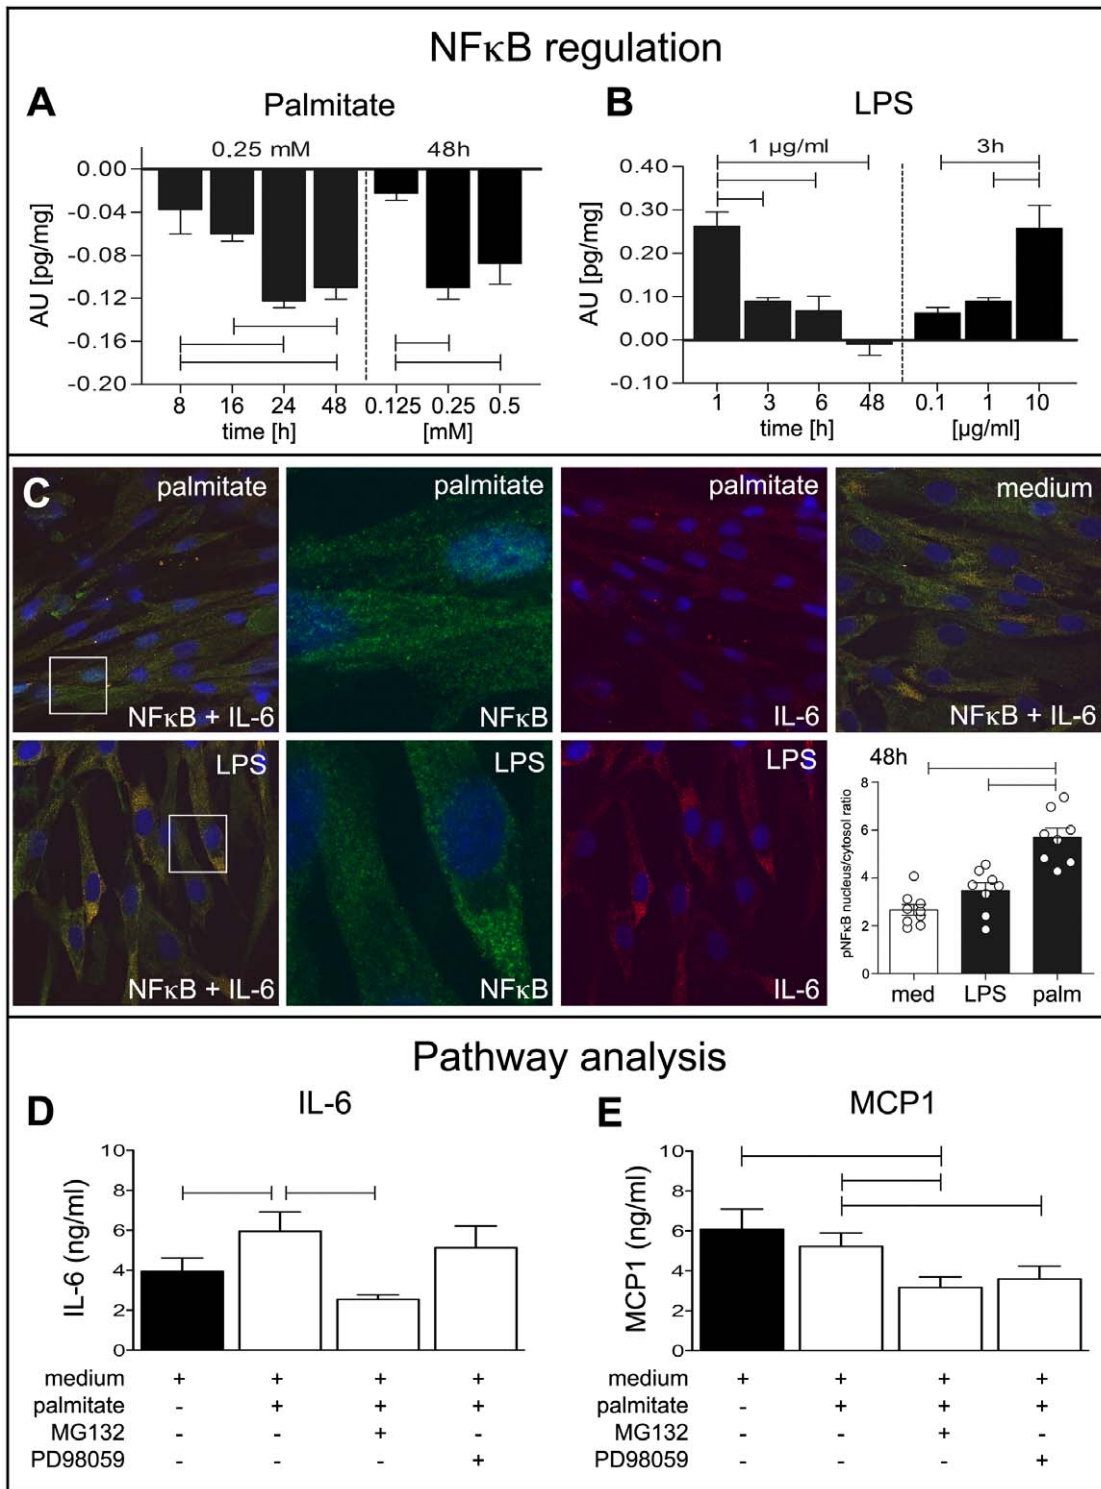 NFκB regulation
A
Palmitate
0.25 mM
48h
AU [pg/mg]
0.00
-0.04
-0.08
-0.12
-0.16
-0.20
8 16 24 48 0.125 0.25 0.5
time [h] [mM]
B
LPS
1 µg/ml
3h
AU [pg/mg]
0.40
0.30
0.20
0.10
0.00
-0.10
1 3 6 48 0.1 1 10
time [h] [µg/ml]
C
palmitate
NFκB + IL-6
palmitate
NFκB
palmitate
IL-6
medium
NFκB + IL-6
LPS
NFκB + IL-6
LPS
NFκB
LPS
IL-6
48h
pNFκB nucleus/cytosol ratio
8
6
4
2
0
med LPS palm
Pathway analysis
D
IL-6
IL-6 (ng/ml)
10
8
6
4
2
0
medium + + + +
palmitate - + + +
MG132 - - + -
PD98059 - - - +
E
MCP1
MCP1 (ng/ml)
10
8
6
4
2
0
medium + + + +
palmitate - + + +
MG132 - - + -
PD98059 - - - +